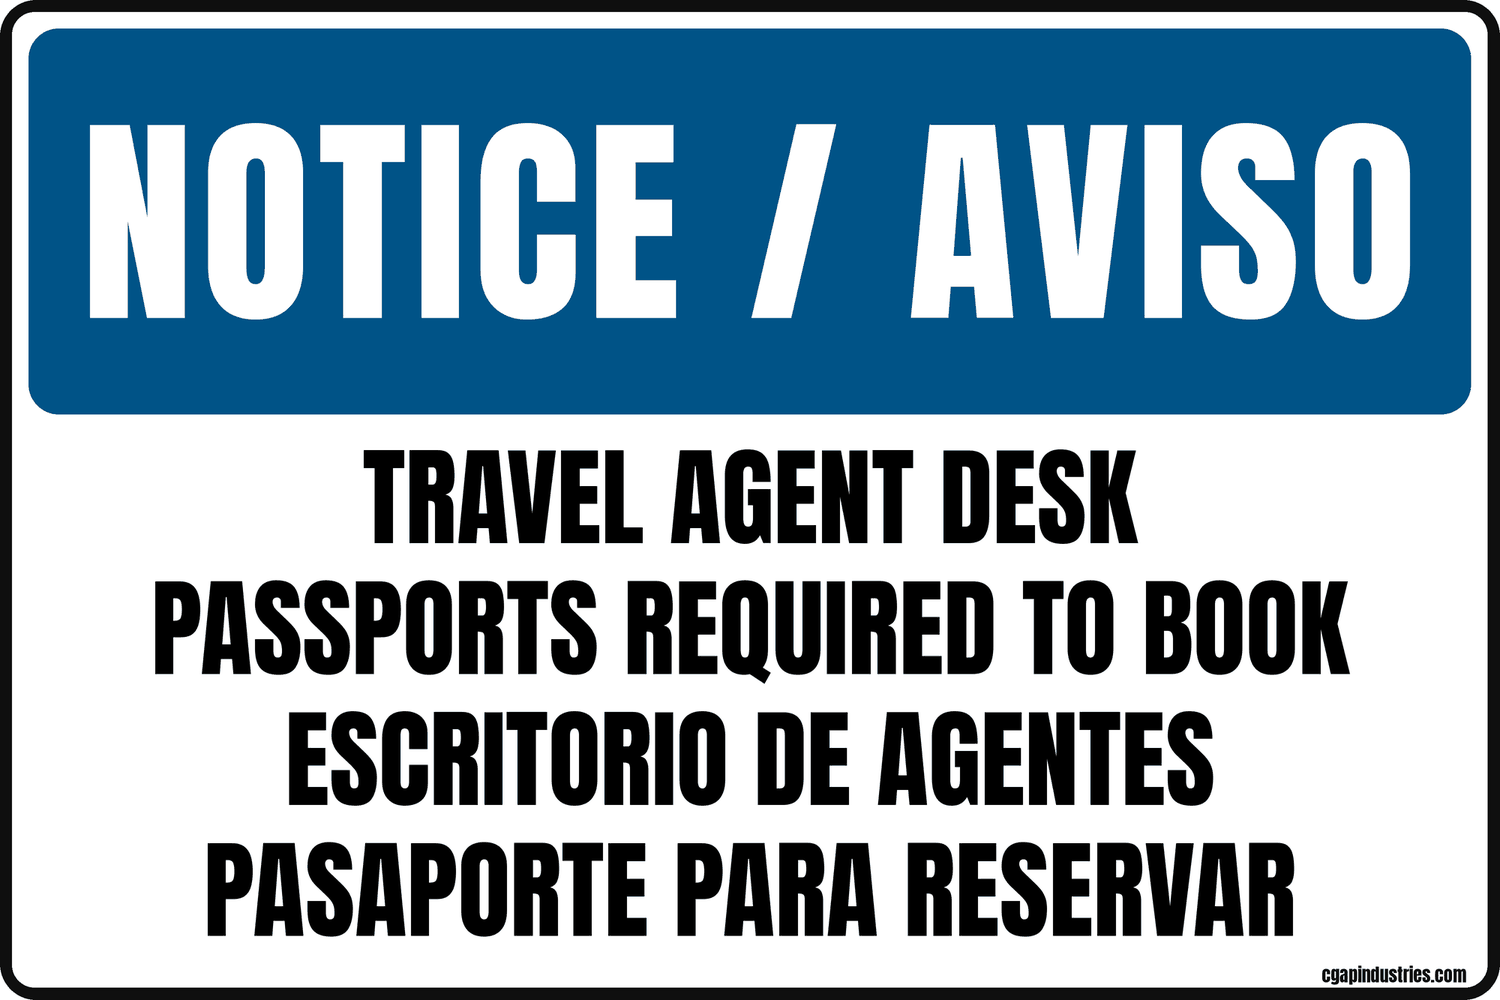 NOTICE / AVISO
TRAVEL AGENT DESK
PASSPORTS REQUIRED TO BOOK
ESCRITORIO DE AGENTES
PASAPORTE PARA RESERVAR
cgapindustries.com